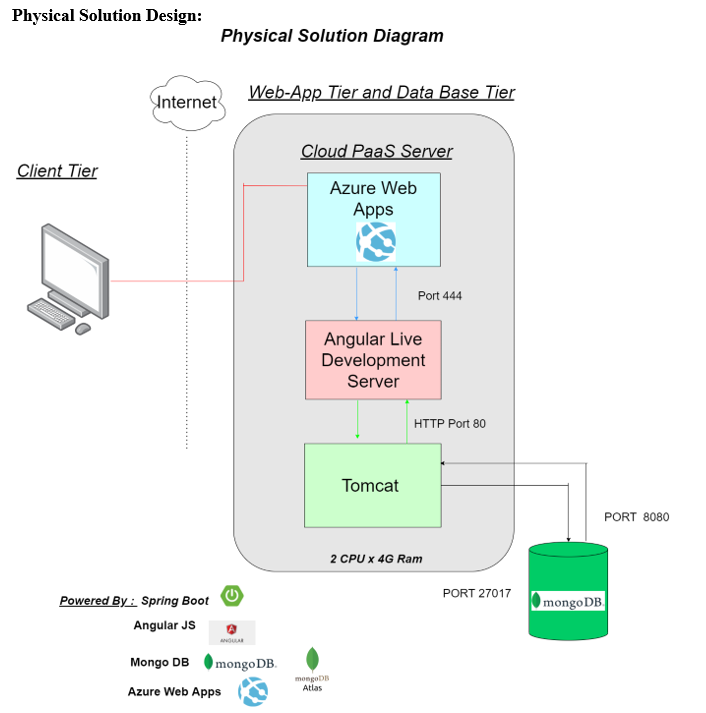 Physical Solution Design:
Physical Solution Diagram
Internet
Web-App Tier and Data Base Tier
Cloud PaaS Server
Client Tier
Azure Web
Apps
Port 444
Angular Live
Development
Server
HTTP Port 80
Tomcat
PORT 8080
2 CPU x 4G Ram
PORT 27017
mongoDB.
Powered By : Spring Boot
Angular JS
ANGULAR
Mongo DB
mongoDB.
mongoDB
Atlas
Azure Web Apps